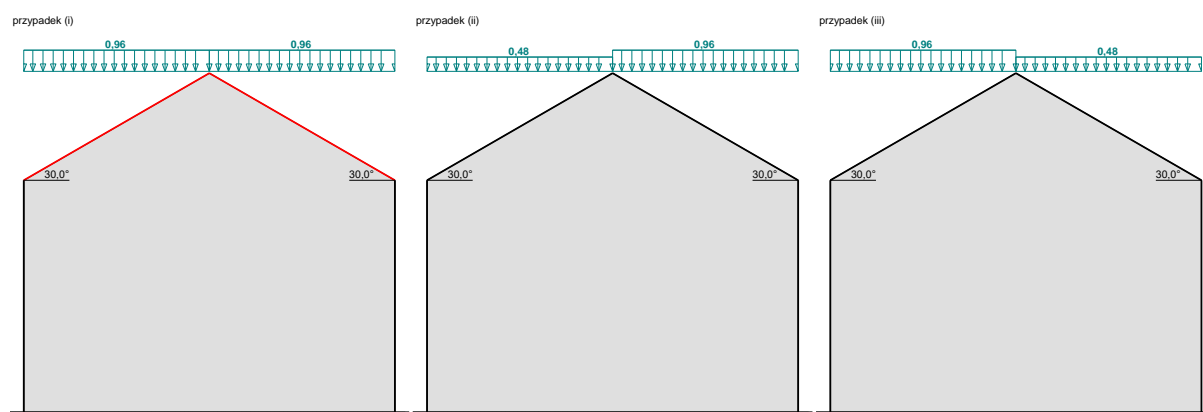 przypadek (i)
0,96 0,96
30,0° 30,0°
przypadek (ii)
0,48 0,96
30,0° 30,0°
przypadek (iii)
0,96 0,48
30,0° 30,0°